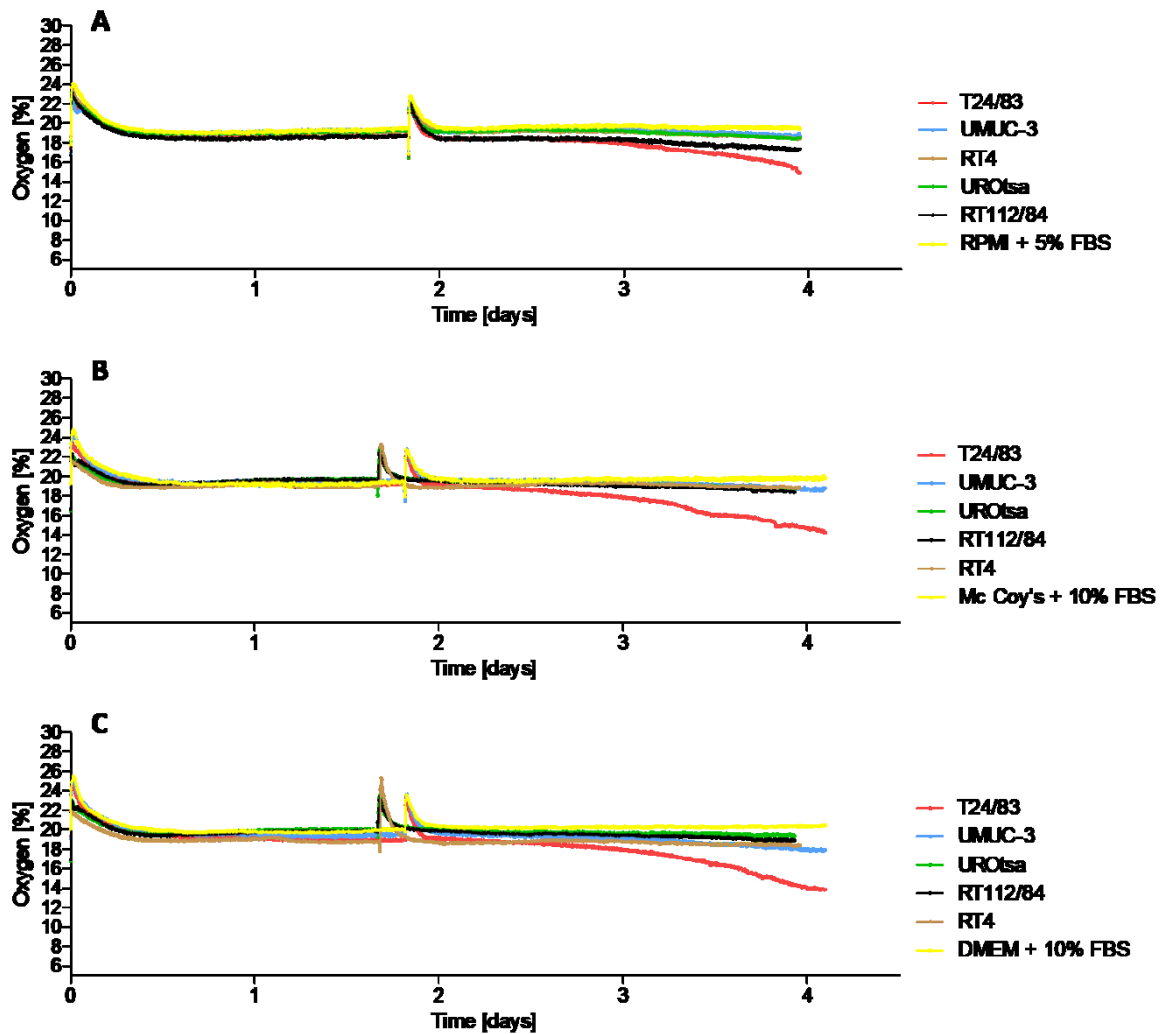 A
30
28
26
24
22
20
18
16
14
12
10
8
6
Oxygen [%]
0 1 2 3 4
Time [days]
T24/83
UMUC-3
RT4
UROtsa
RT112/84
RPMI + 5% FBS
B
30
28
26
24
22
20
18
16
14
12
10
8
6
Oxygen [%]
0 1 2 3 4
Time [days]
T24/83
UMUC-3
UROtsa
RT112/84
RT4
Mc Coy's + 10% FBS
C
30
28
26
24
22
20
18
16
14
12
10
8
6
Oxygen [%]
0 1 2 3 4
Time [days]
T24/83
UMUC-3
UROtsa
RT112/84
RT4
DMEM + 10% FBS